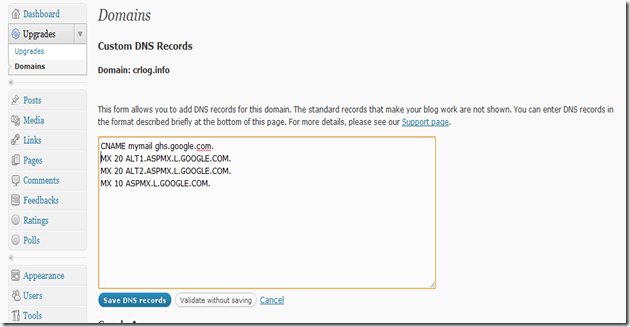 Dashboard
Upgrades
Upgrades
Domains
Posts
Media
Links
Pages
Comments
Feedbacks
Ratings
Polls
Appearance
Users
Tools
Domains
Custom DNS Records
Domain: crlog.info
This form allows you to add DNS records for this domain. The standard records that make your blog work are not shown. You can enter DNS records in
the format described briefly at the bottom of this page. For more details, please see our Support page.
CNAME mymail ghs.google.com.
MX 20 ALT1.ASPMX.L.GOOGLE.COM.
MX 20 ALT2.ASPMX.L.GOOGLE.COM.
MX 10 ASPMX.L.GOOGLE.COM.
Save DNS records Validate without saving Cancel